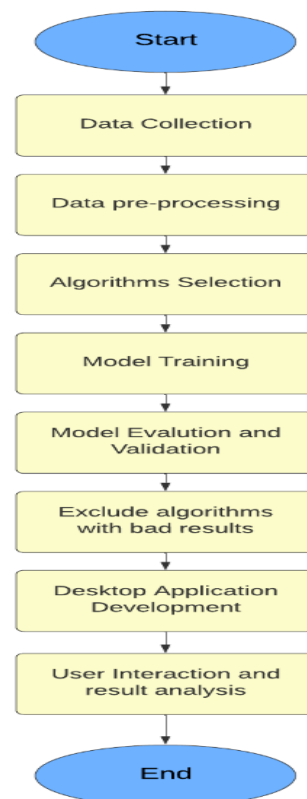 Start
Data Collection
Data pre-processing
Algorithms Selection
Model Training
Model Evalution and
Validation
Exclude algorithms
with bad results
Desktop Application
Development
User Interaction and
result analysis
End